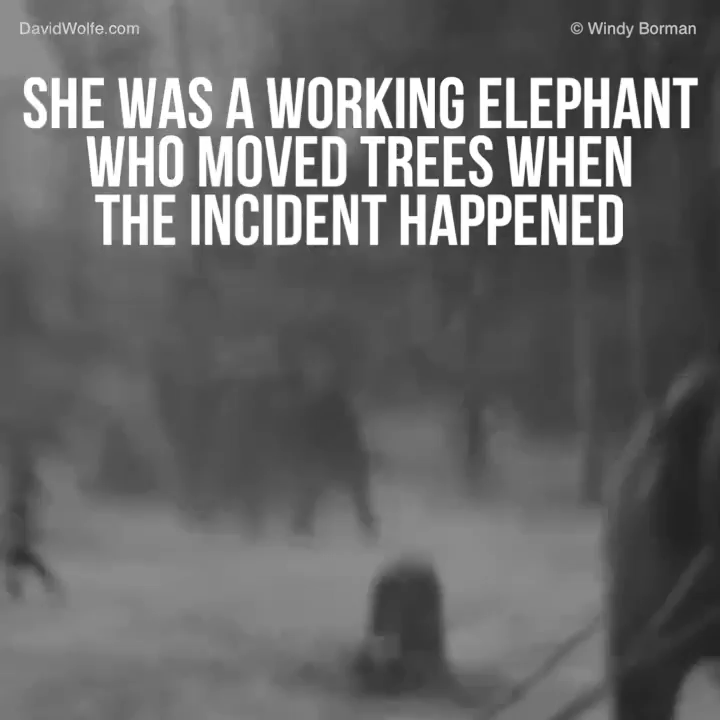 DavidWolfe.com
© Windy Borman
SHE WAS A WORKING ELEPHANT
WHO MOVED TREES WHEN
THE INCIDENT HAPPENED